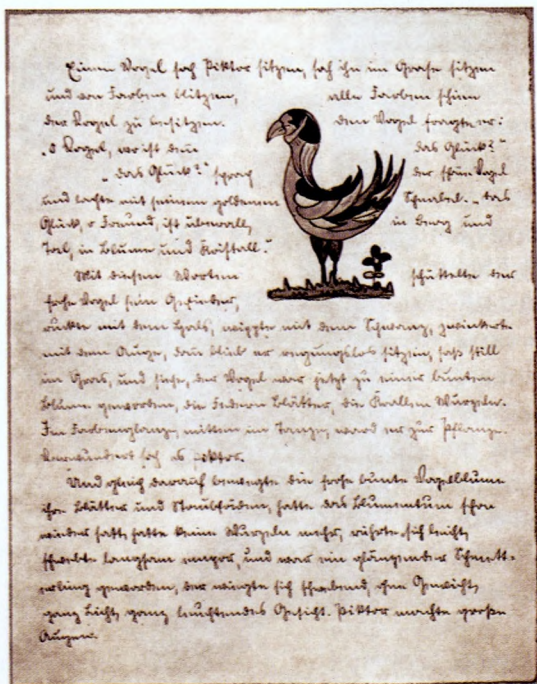 Einen Vogel sah Piktor sitzen, sah ihn im Grase sitzen
und von Farben blitzen, alle Farben schien
der Vogel zu besitzen. Den Vogel fragte er:
„O Vogel, wo ist denn das Glück?“
„Das Glück?“ sprach der schöne Vogel
und lachte mit seinem goldenen Schnabel. „Das
Glück, o Freund, ist überall, in Berg und
Tal, in Blume und Kristall.“
Mit diesen Worten schüttelte der
frohe Vogel sein Gefieder,
ruckte mit dem Hals, wippte mit dem Schwanz, zwinkerte
mit dem Auge, dann blieb er regungslos sitzen, saß still
im Gras, und siehe, der Vogel war jetzt zu einer bunten
Blume geworden, die Federn Blätter, die Krallen Wurzeln.
Im Farbenglanz, mitten im Tanze, ward er zur Pflanze.
Verwundert sah es Piktor.
Und gleich darauf bewegte die frohe bunte Vogelblume
ihre Blätter und Staubfäden, hatte das Blumentum schon
wieder satt, hatte keine Wurzeln mehr, rührte sich leicht,
schwebte langsam empor, und war ein glänzender Schmett-
erling geworden, der wiegte sich schwebend, ohne Gewicht,
ganz Licht, ganz leuchtendes Gesicht. Piktor machte große
Augen.